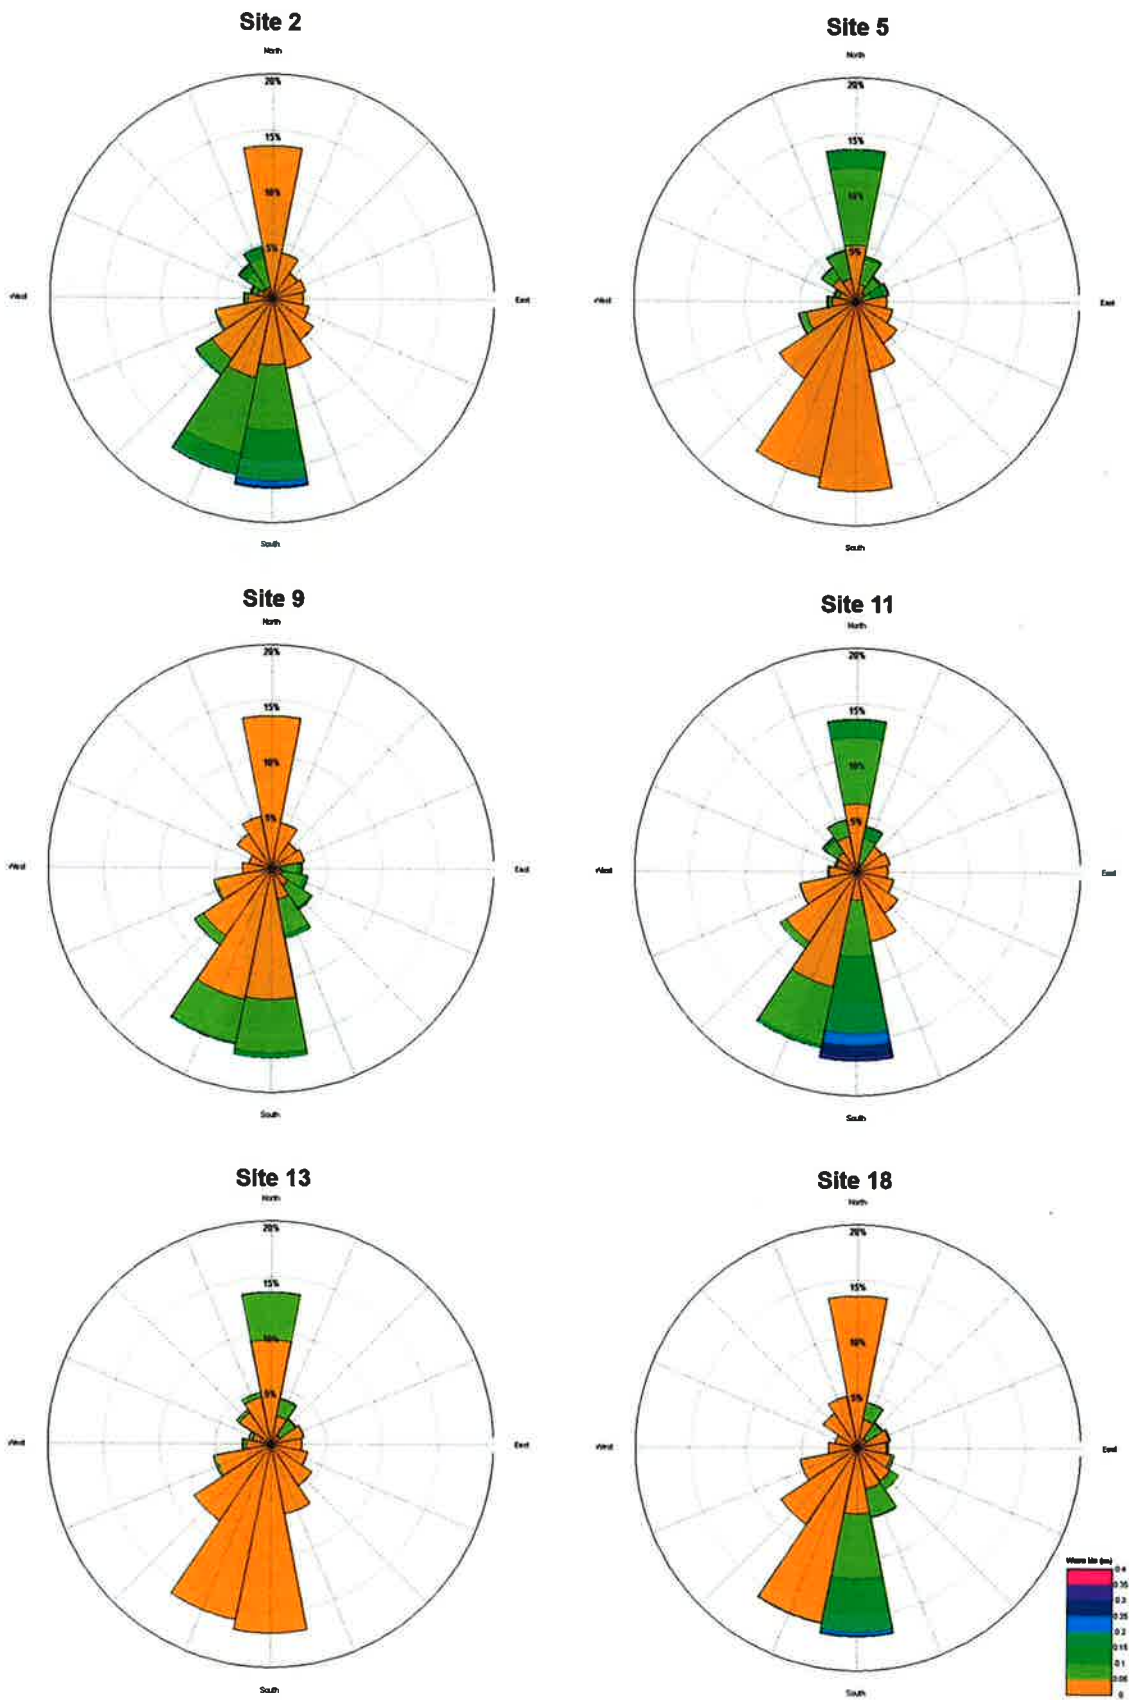 Site 2
North
20%
15%
10%
5%
West
East
South
Site 5
North
20%
15%
10%
5%
West
East
South
Site 9
North
20%
15%
10%
5%
West
East
South
Site 11
North
20%
15%
10%
5%
West
East
South
Site 13
North
20%
15%
10%
5%
West
East
South
Site 18
North
20%
15%
10%
5%
West
East
South
0.4
0.35
0.3
0.25
0.2
0.15
0.1
0.05
0